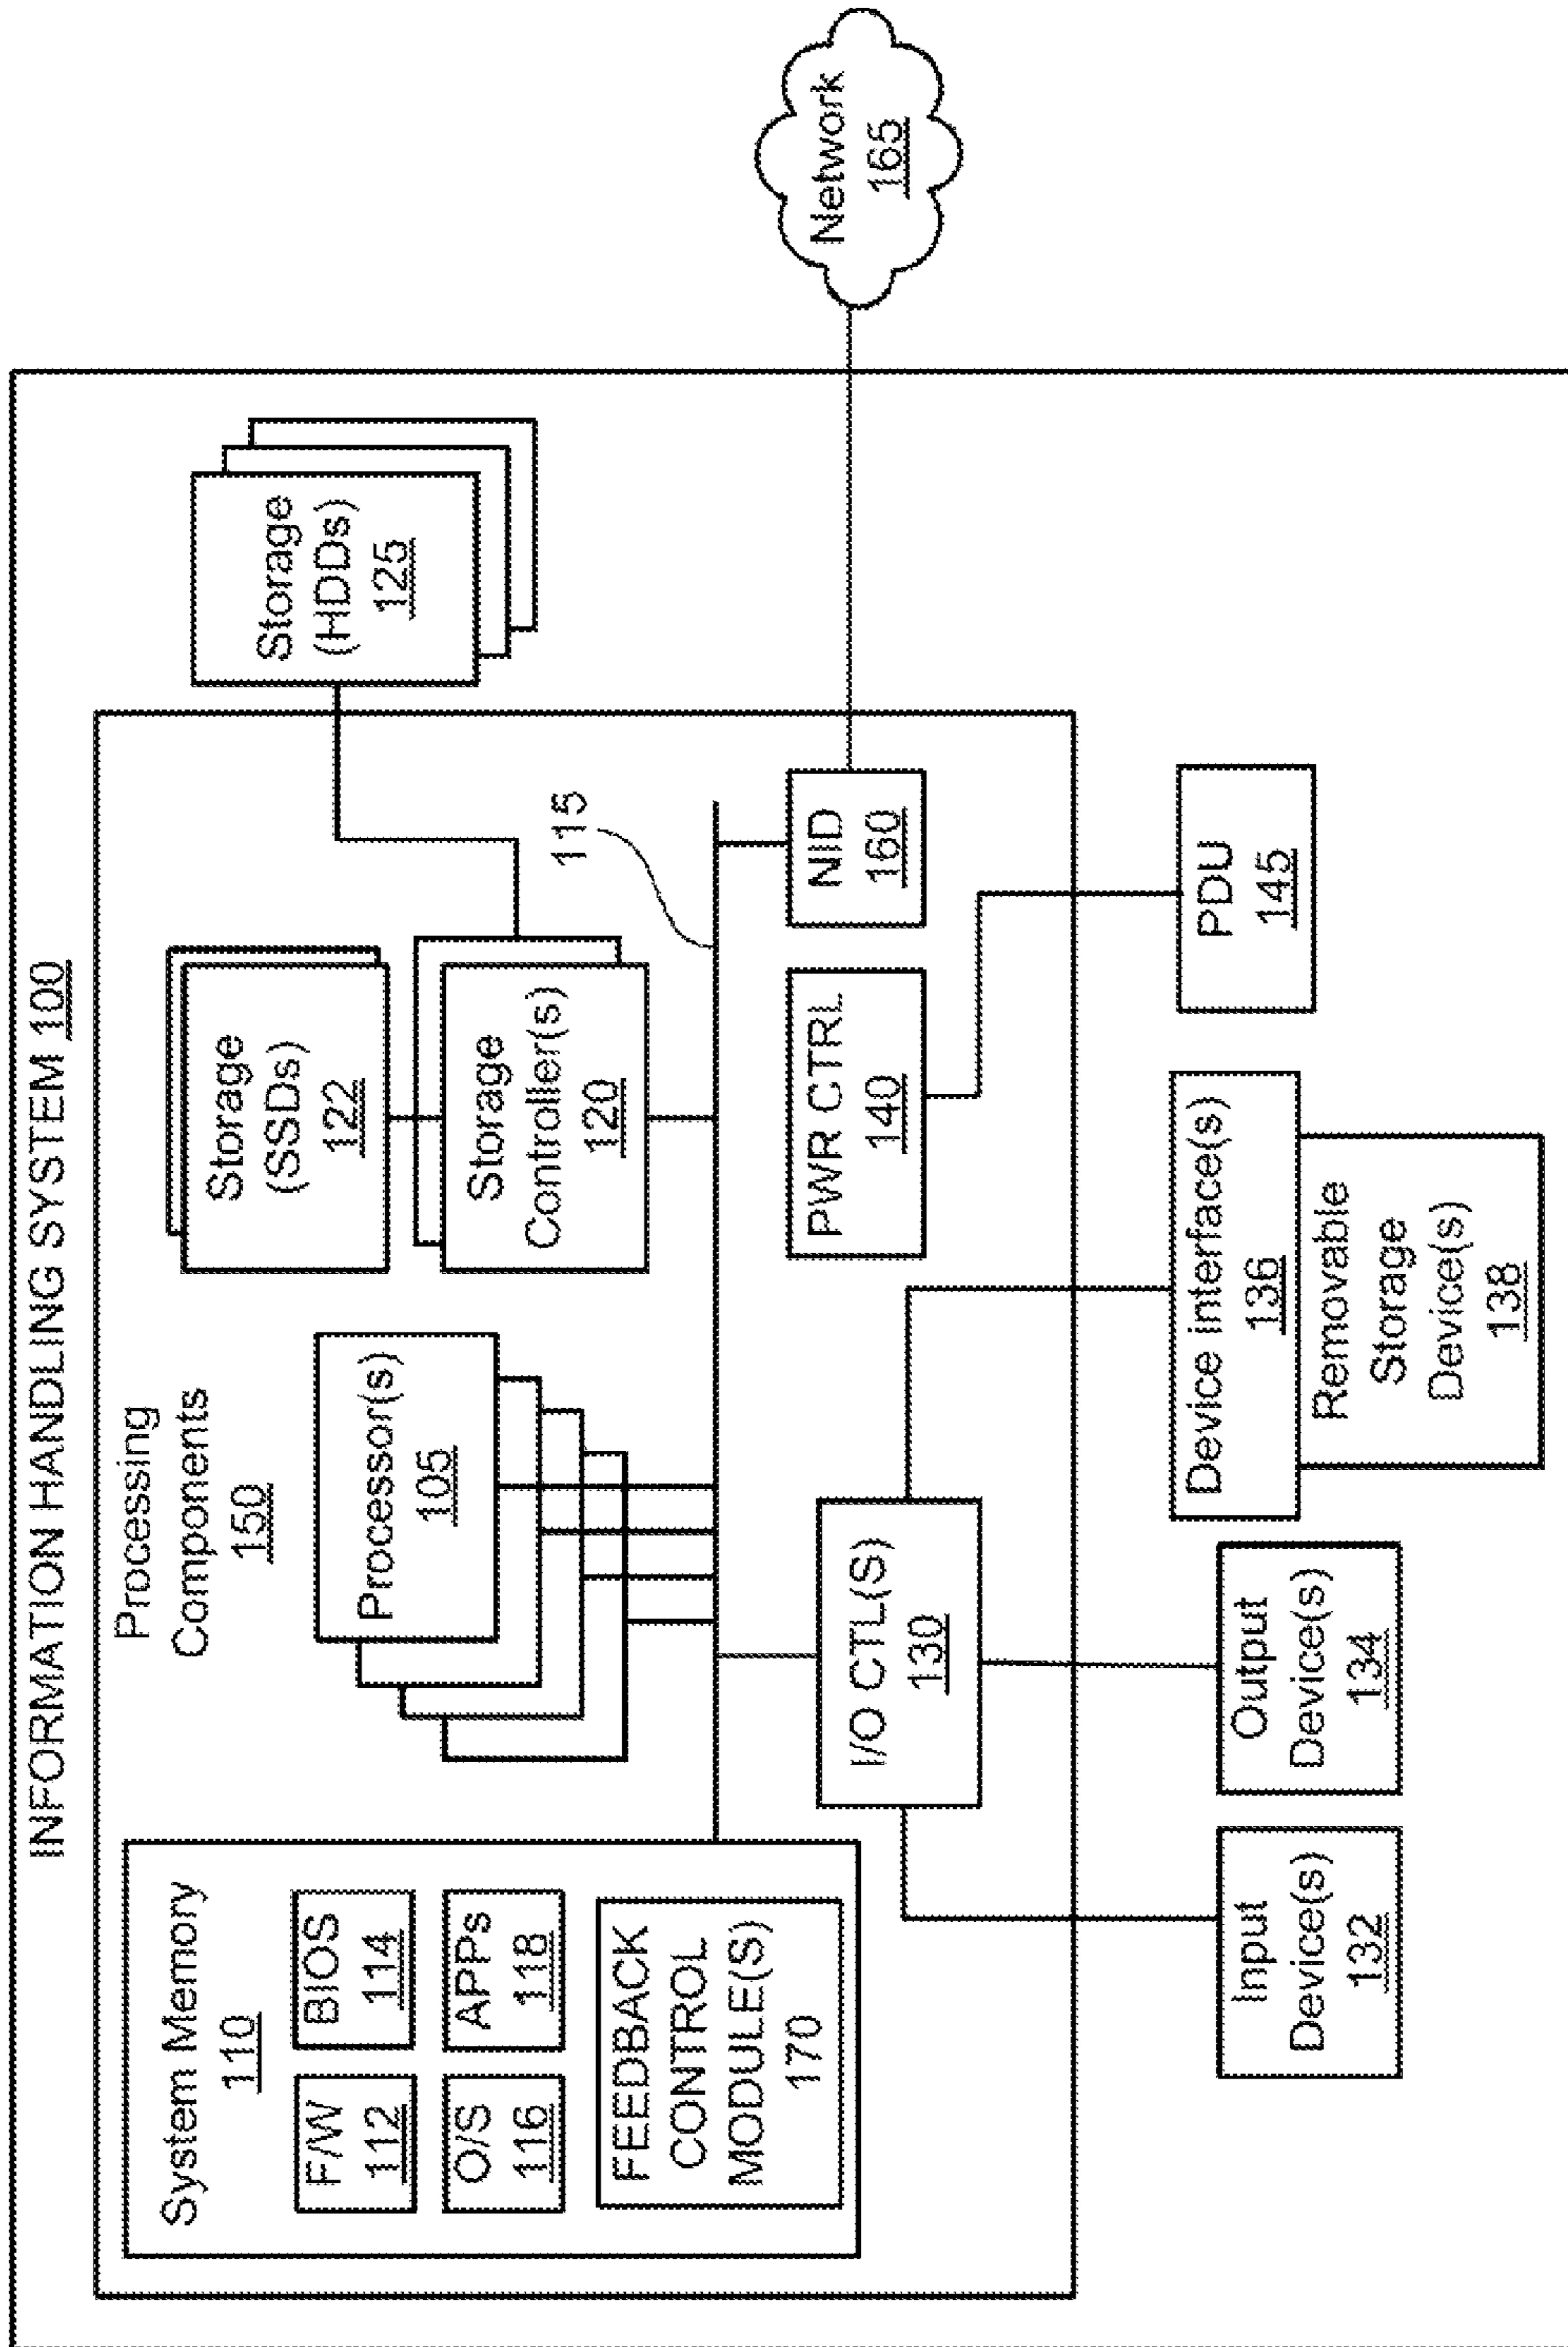 INFORMATION HANDLING SYSTEM 100
Processing
Components
150
System Memory
110
F/W
112
BIOS
114
O/S
116
APPs
118
FEEDBACK
CONTROL
MODULE(S)
170
Processor(s)
105
Storage
(SSDs)
122
Storage
Controller(s)
120
Storage
(HDDs)
125
115
I/O CTL(S)
130
PWR CTRL
140
NID
160
Network
165
Input
Device(s)
132
Output
Device(s)
134
Device interface(s)
136
Removable
Storage
Device(s)
138
PDU
145